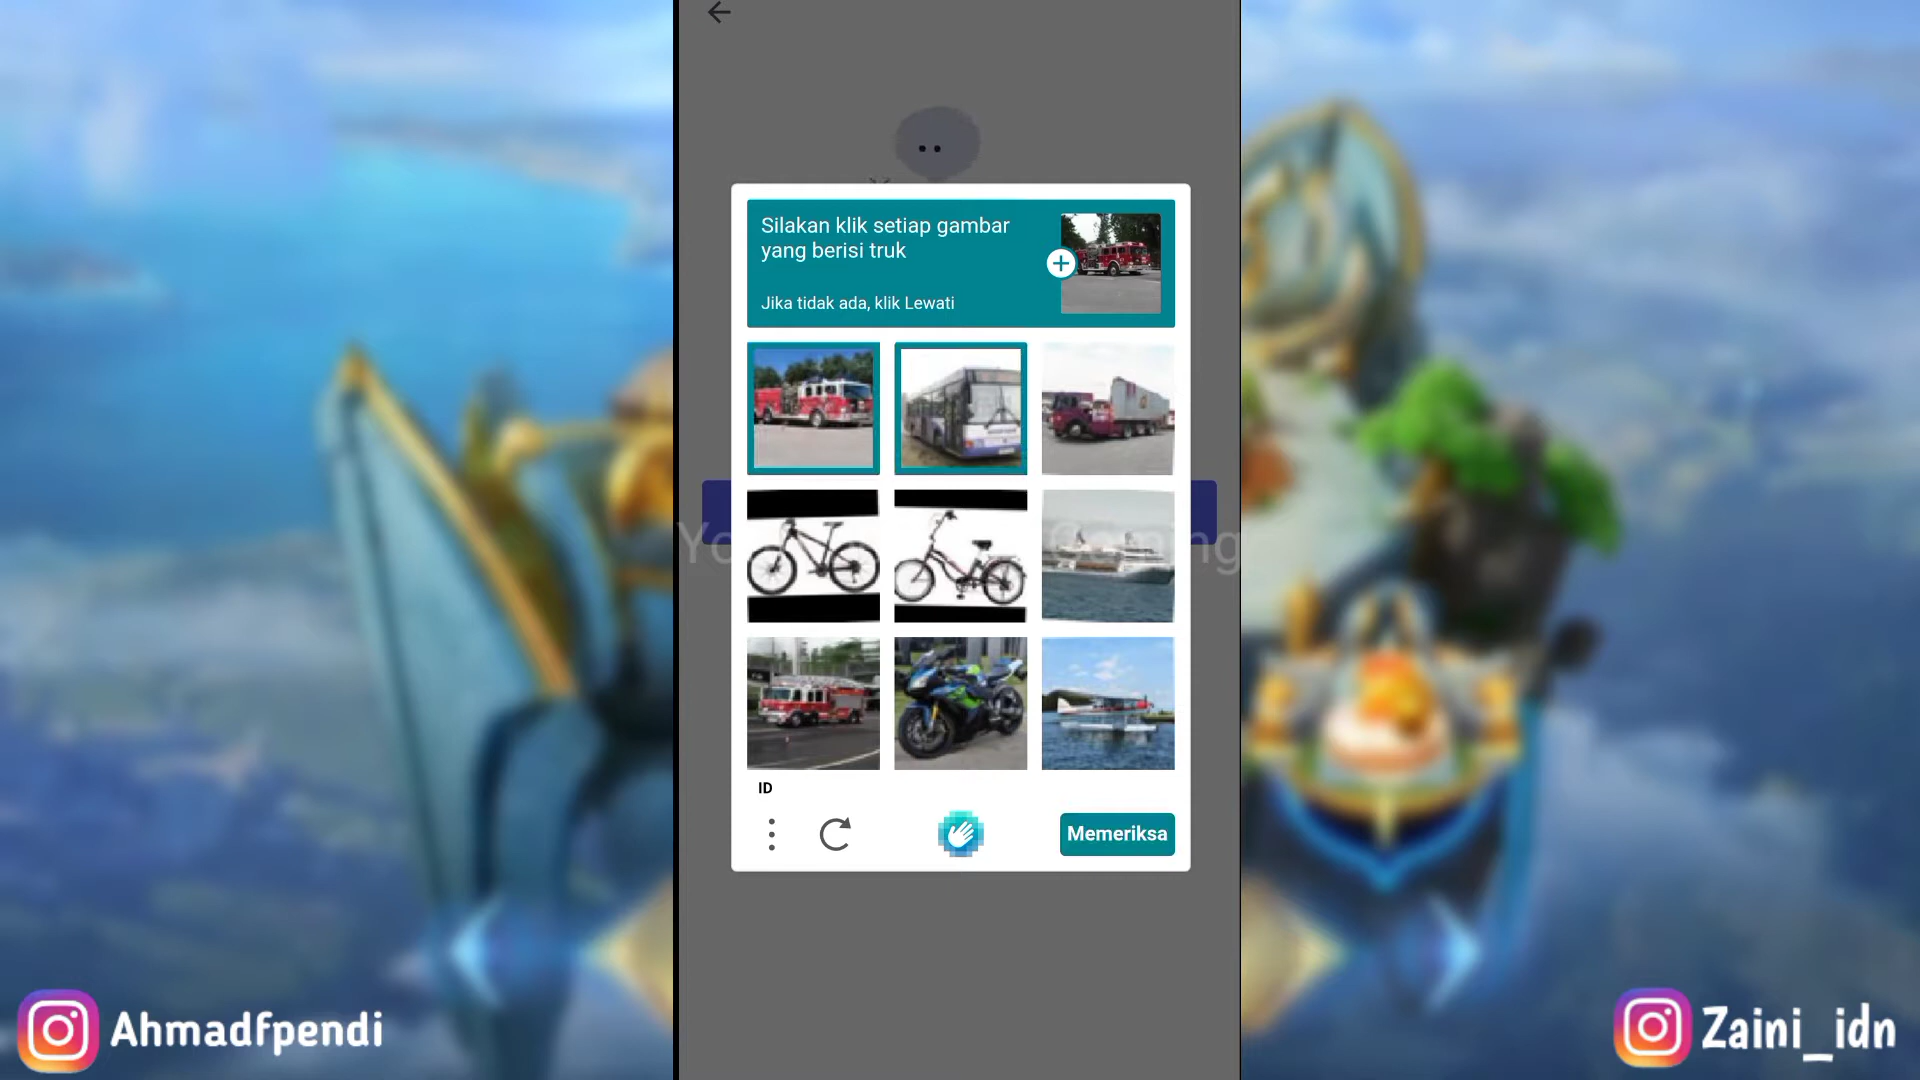 Silakan klik setiap gambar
yang berisi truk
Jika tidak ada, klik Lewati
ID
Memeriksa
Ahmadfpendi
Zaini_idn